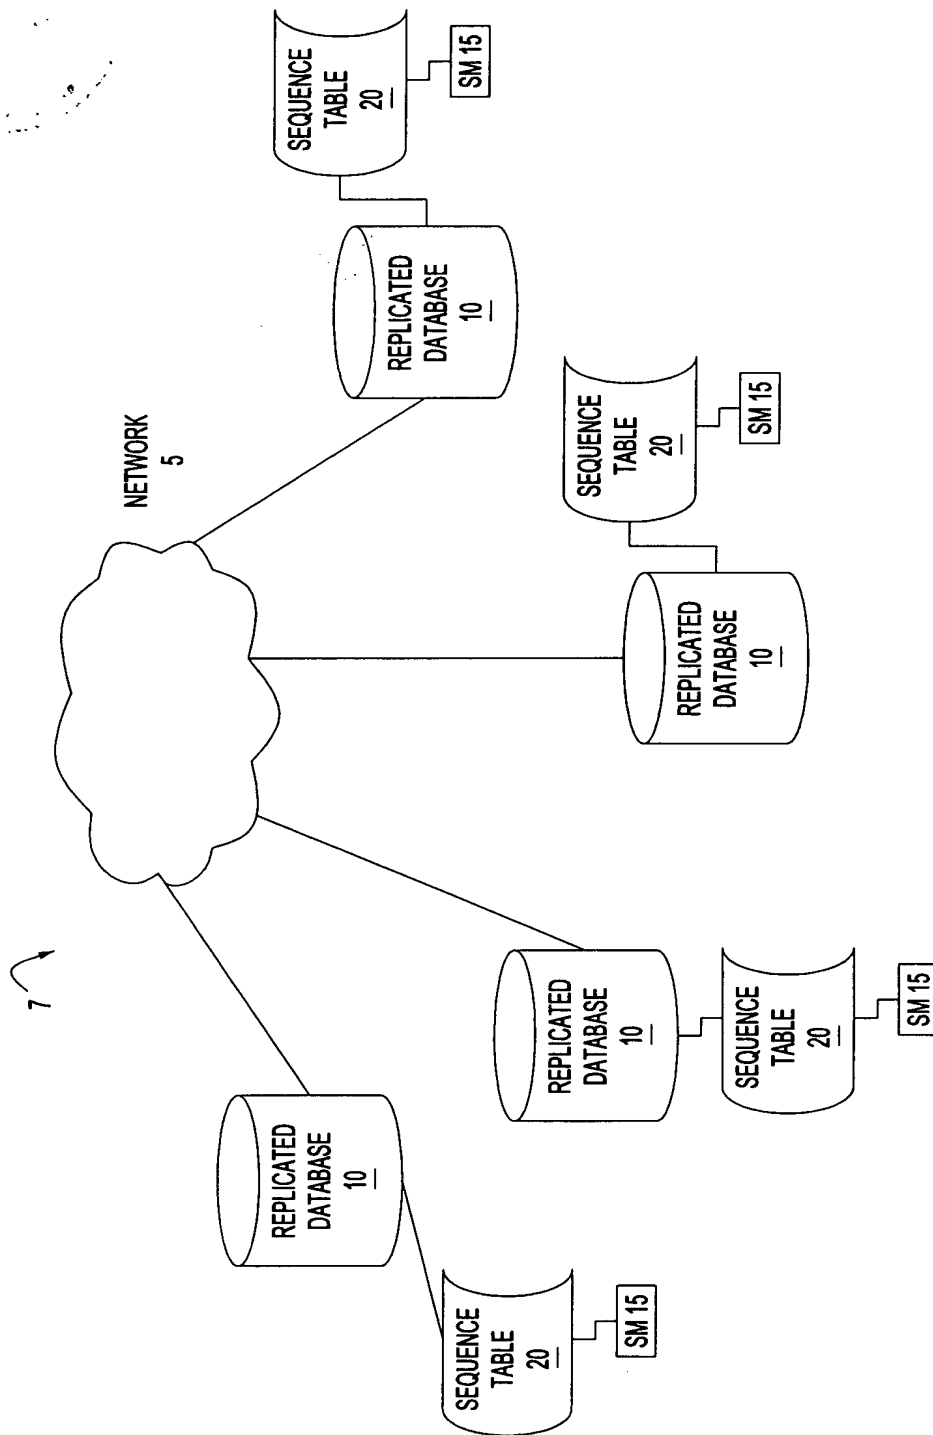 7
NETWORK
5
REPLICATED
DATABASE
10
SEQUENCE
TABLE
20
SM 15
REPLICATED
DATABASE
10
SEQUENCE
TABLE
20
SM 15
REPLICATED
DATABASE
10
SEQUENCE
TABLE
20
SM 15
REPLICATED
DATABASE
10
SEQUENCE
TABLE
20
SM 15